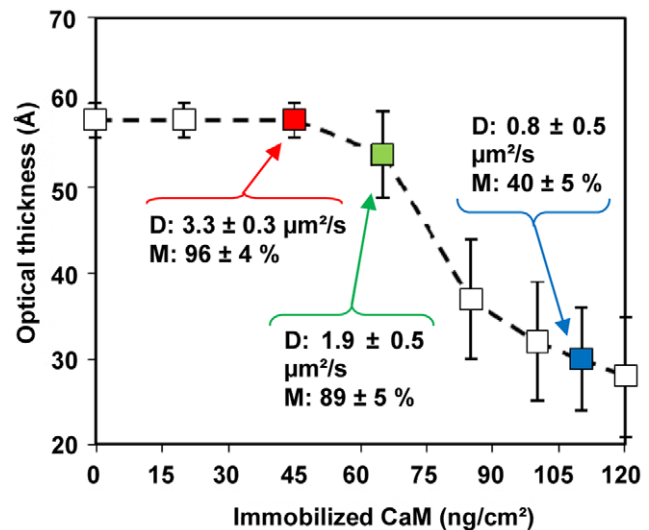 70
60
50
40
30
20
Optical thickness (Å)
D: 3.3 ± 0.3 µm²/s
M: 96 ± 4 %
D: 1.9 ± 0.5
µm²/s
M: 89 ± 5 %
D: 0.8 ± 0.5
µm²/s
M: 40 ± 5 %
0 15 30 45 60 75 90 105 120
Immobilized CaM (ng/cm²)